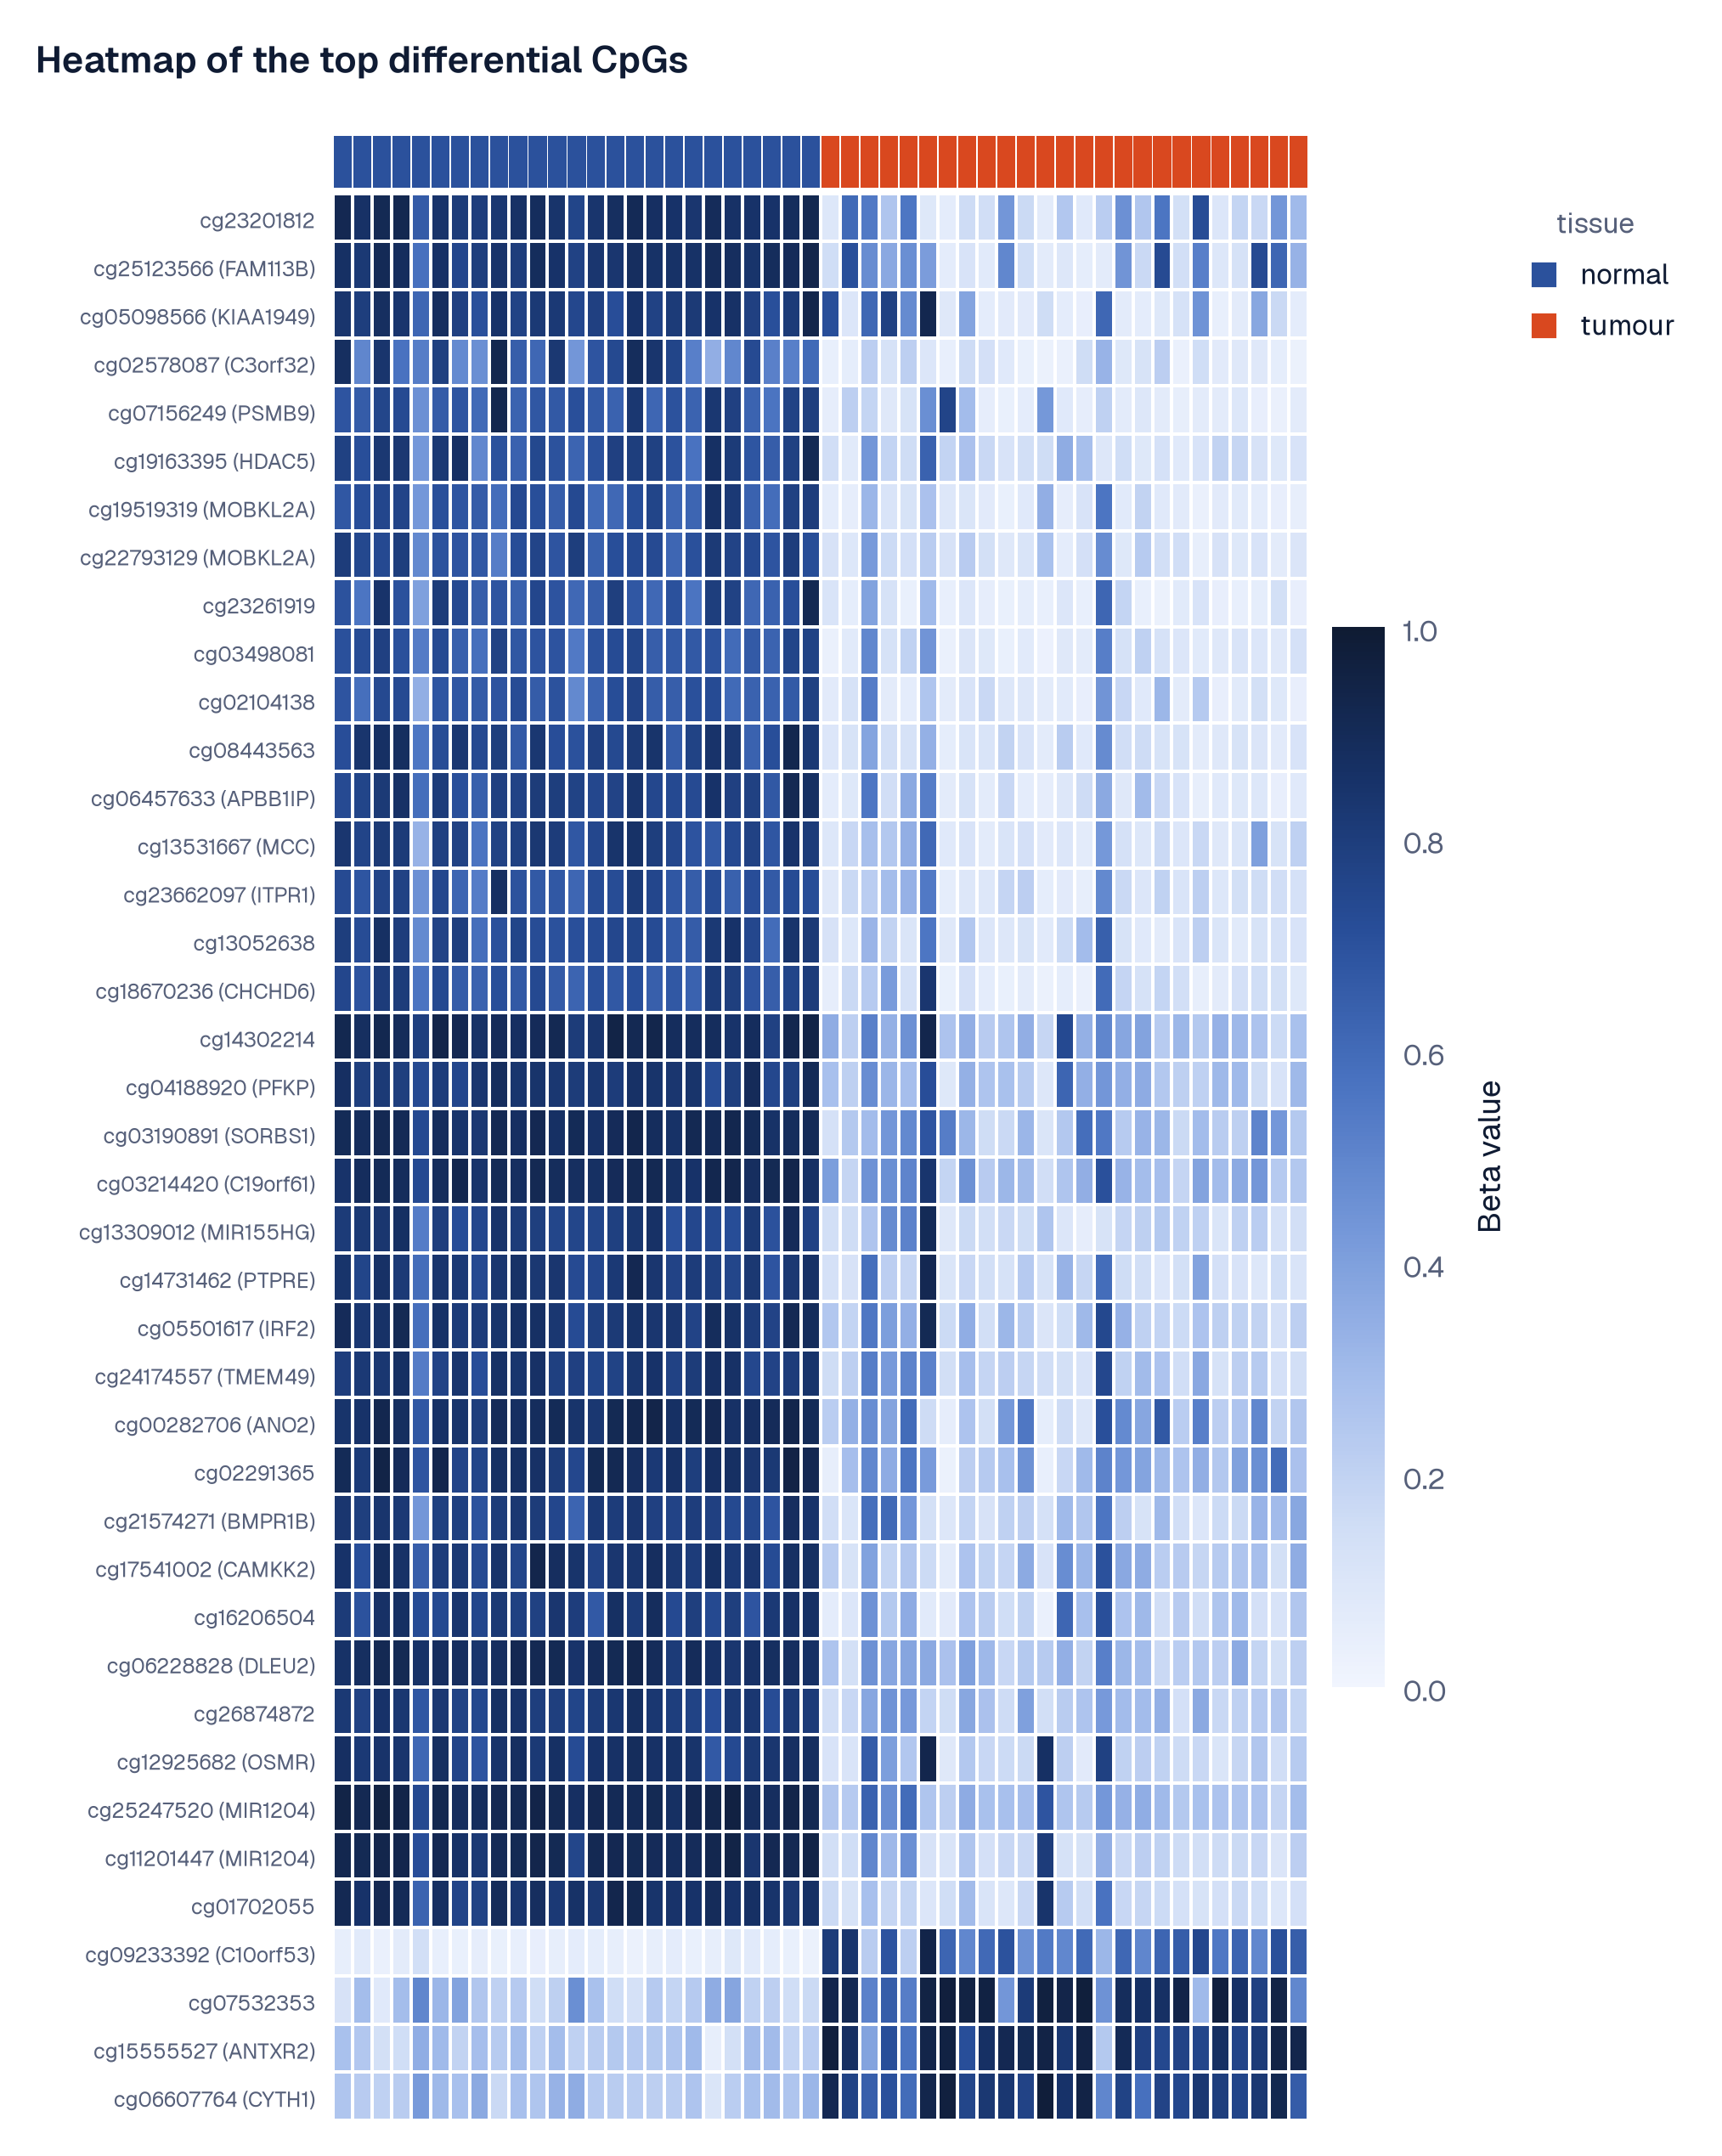 Heatmap of the top differential CpGs
cg23201812
cg25123566 (FAM113B)
cg05098566 (KIAA1949)
cg02578087 (C3orf32)
cg07156249 (PSMB9)
cg19163395 (HDAC5)
cg19519319 (MOBKL2A)
cg22793129 (MOBKL2A)
cg23261919
cg03498081
cg02104138
cg08443563
cg06457633 (APBB1IP)
cg13531667 (MCC)
cg23662097 (ITPR1)
cg13052638
cg18670236 (CHCHD6)
cg14302214
cg04188920 (PFKP)
cg03190891 (SORBS1)
cg03214420 (C19orf61)
cg13309012 (MIR155HG)
cg14731462 (PTPRE)
cg05501617 (IRF2)
cg24174557 (TMEM49)
cg00282706 (ANO2)
cg02291365
cg21574271 (BMPR1B)
cg17541002 (CAMKK2)
cg16206504
cg06228828 (DLEU2)
cg26874872
cg12925682 (OSMR)
cg25247520 (MIR1204)
cg11201447 (MIR1204)
cg01702055
cg09233392 (C10orf53)
cg07532353
cg15555527 (ANTXR2)
cg06607764 (CYTH1)
tissue
normal
tumour
1.0
0.8
0.6
0.4
0.2
0.0
Beta value